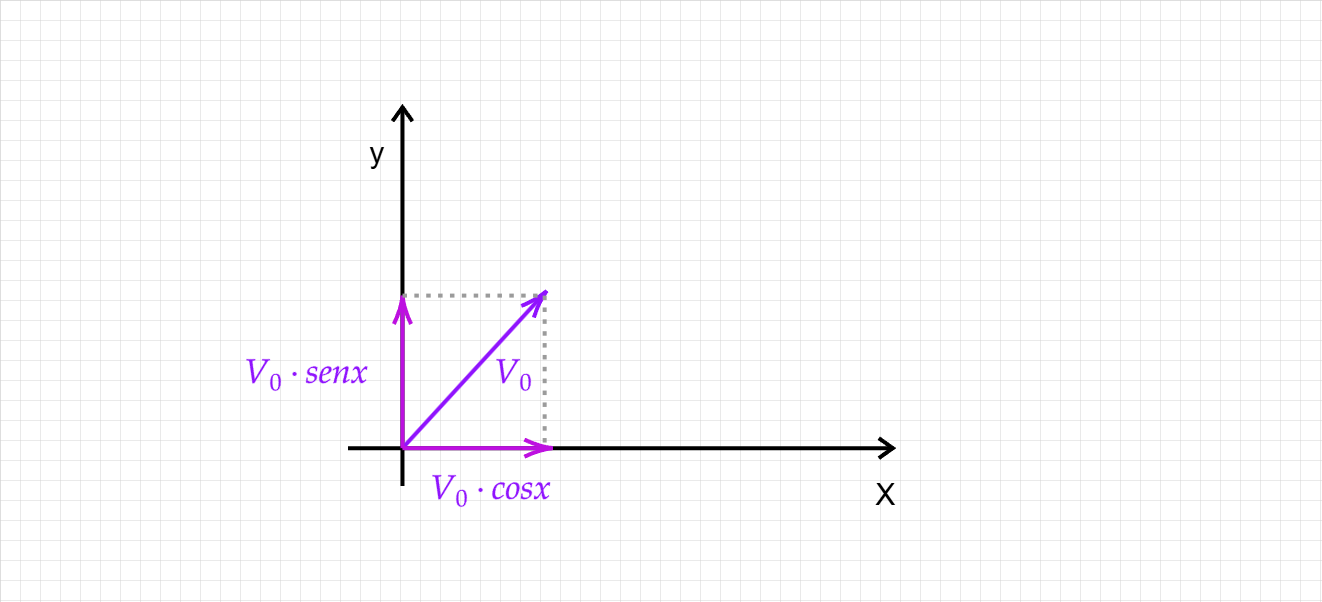 y
V₀ · senx
V₀
V₀ · cosx
X